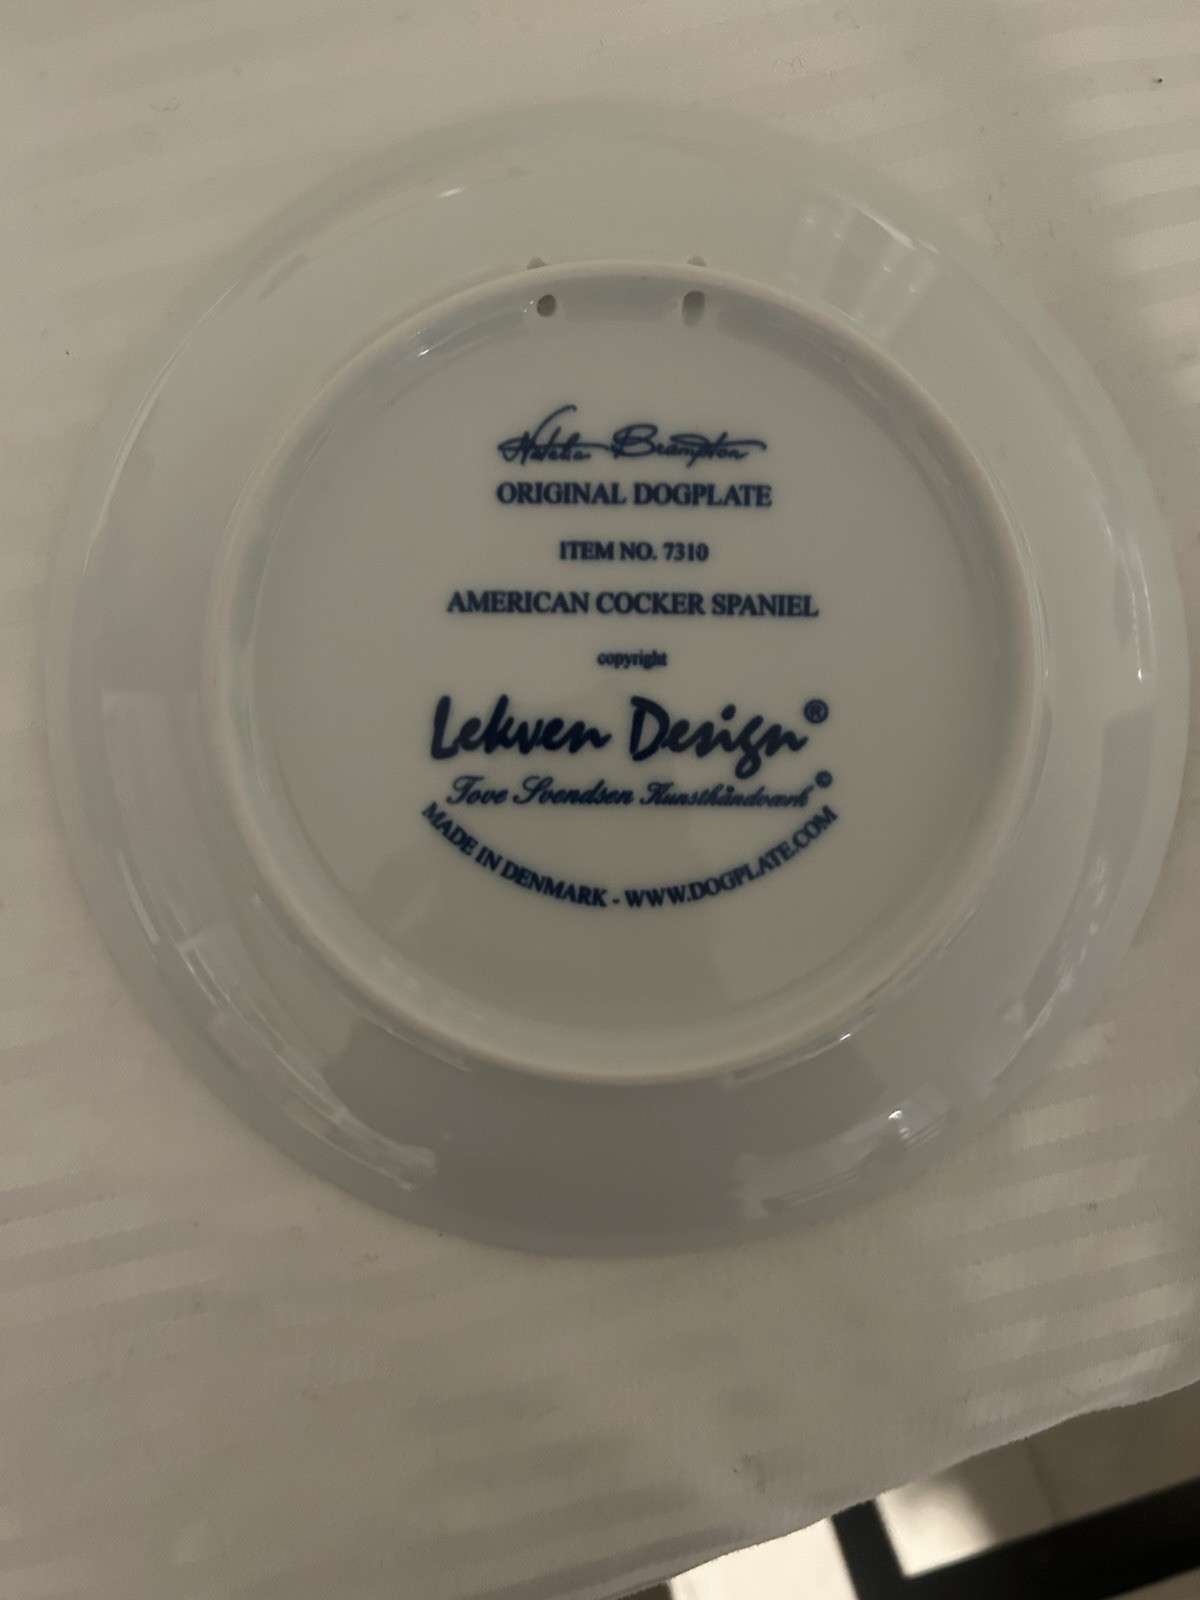 Natalia Brampton
ORIGINAL DOGPLATE
ITEM NO. 7310
AMERICAN COCKER SPANIEL
copyright
Lekven Design®
Tove Svendsen Kunsthåndværk©
MADE IN DENMARK - WWW.DOGPLATE.COM